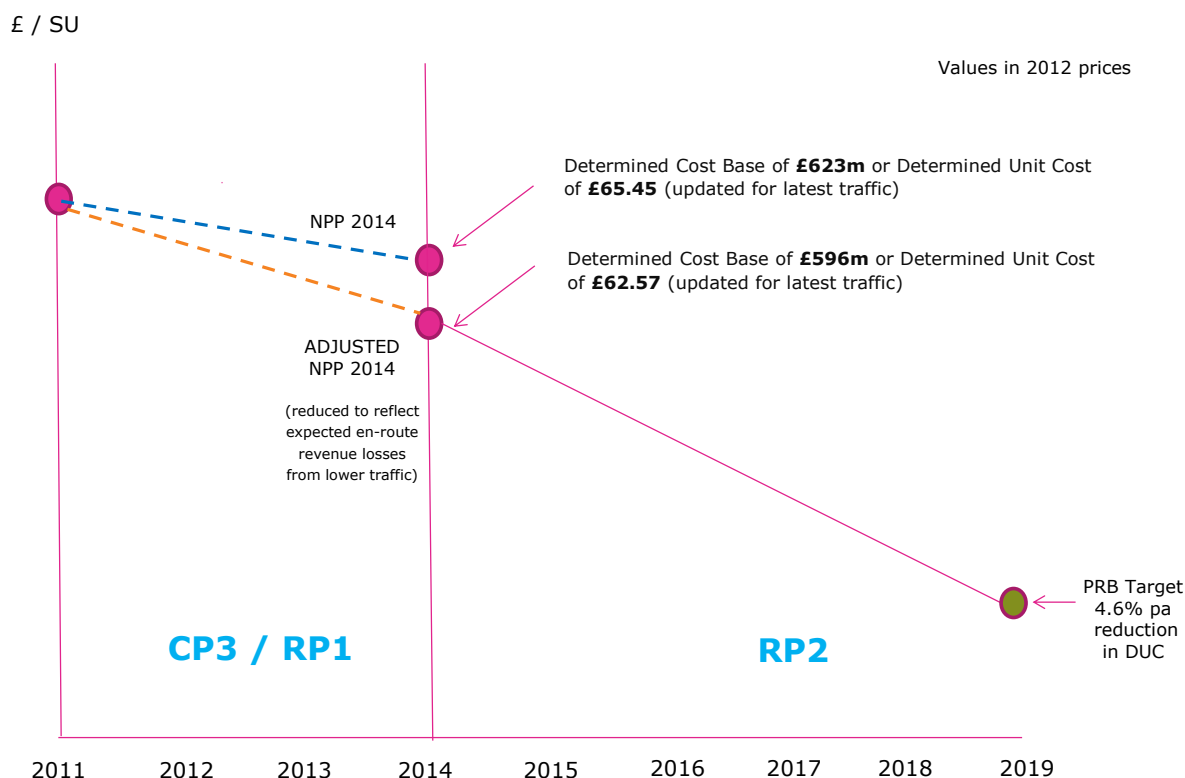 £ / SU
Values in 2012 prices
Determined Cost Base of £623m or Determined Unit Cost
of £65.45 (updated for latest traffic)
NPP 2014
Determined Cost Base of £596m or Determined Unit Cost
of £62.57 (updated for latest traffic)
ADJUSTED
NPP 2014
(reduced to reflect
expected en-route
revenue losses
from lower traffic)
PRB Target
4.6% pa
reduction
in DUC
CP3 / RP1
RP2
2011 2012 2013 2014 2015 2016 2017 2018 2019